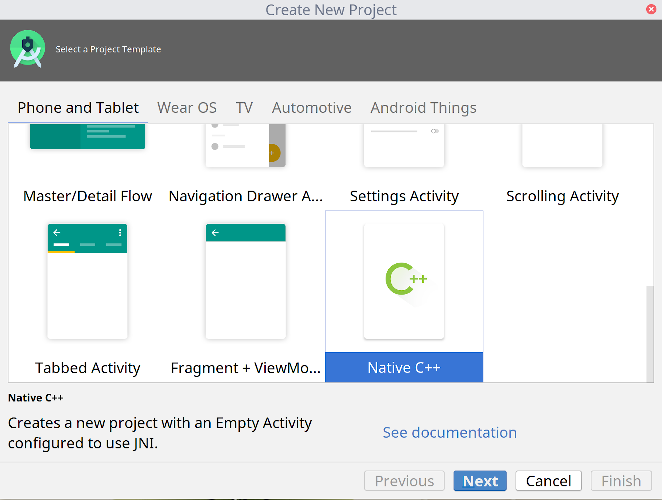 Create New Project
Select a Project Template
Phone and Tablet Wear OS TV Automotive Android Things
Master/Detail Flow Navigation Drawer A... Settings Activity Scrolling Activity
C++
Tabbed Activity Fragment + ViewMo... Native C++
Native C++
Creates a new project with an Empty Activity
configured to use JNI.
See documentation
Previous Next Cancel Finish